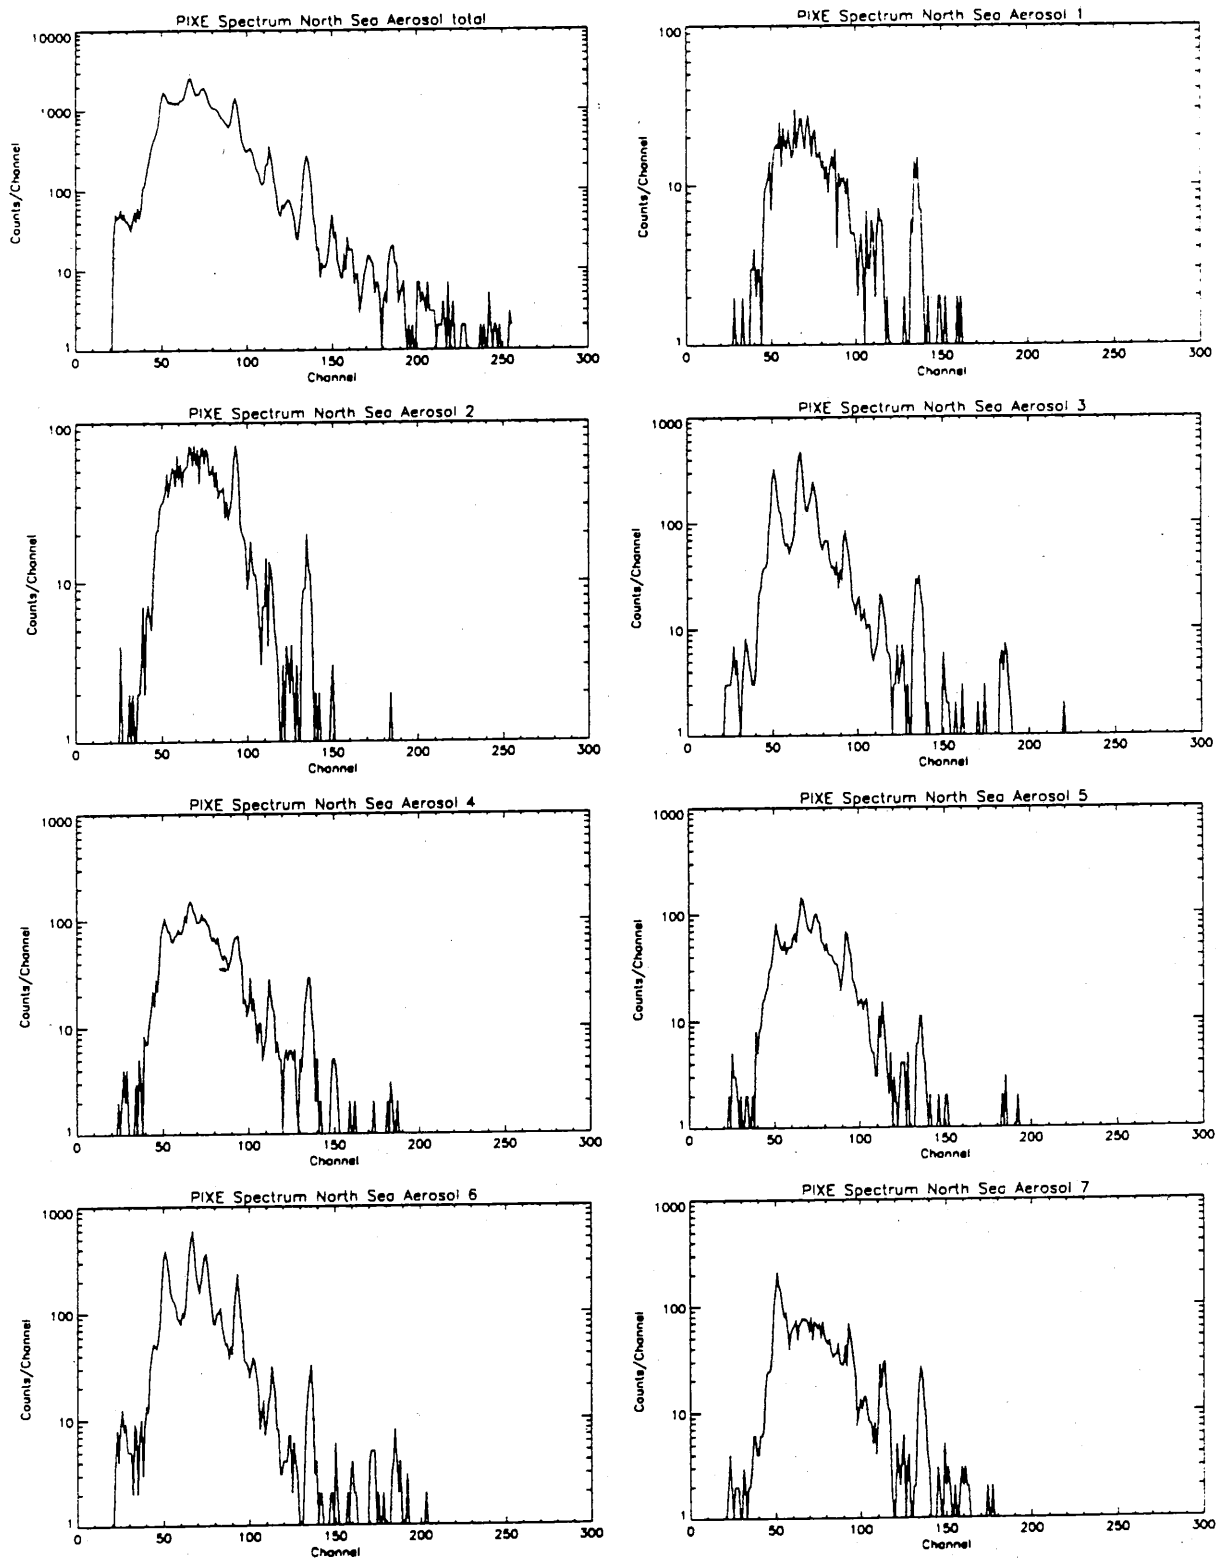 PIXE Spectrum North Sea Aerosol total
10000
1000
100
10
1
Counts/Channel
0 50 100 150 200 250 300
Channel
PIXE Spectrum North Sea Aerosol 1
100
10
1
Counts/Channel
0 50 100 150 200 250 300
Channel
PIXE Spectrum North Sea Aerosol 2
100
10
1
Counts/Channel
0 50 100 150 200 250 300
Channel
PIXE Spectrum North Sea Aerosol 3
1000
100
10
1
Counts/Channel
0 50 100 150 200 250 300
Channel
PIXE Spectrum North Sea Aerosol 4
1000
100
10
1
Counts/Channel
0 50 100 150 200 250 300
Channel
PIXE Spectrum North Sea Aerosol 5
1000
100
10
1
Counts/Channel
0 50 100 150 200 250 300
Channel
PIXE Spectrum North Sea Aerosol 6
1000
100
10
1
Counts/Channel
0 50 100 150 200 250 300
Channel
PIXE Spectrum North Sea Aerosol 7
1000
100
10
1
Counts/Channel
0 50 100 150 200 250 300
Channel